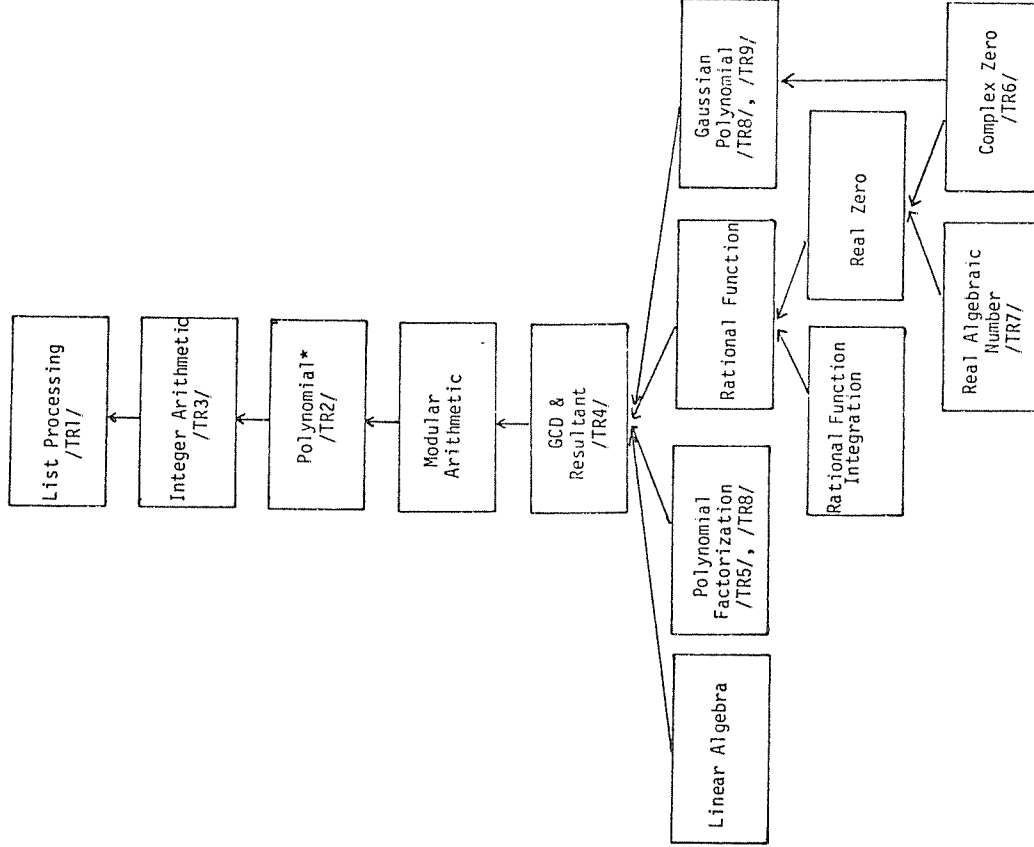 List Processing
/TR1/
Integer Arithmetic
/TR3/
Polynomial*
/TR2/
Modular
Arithmetic
GCD &
Resultant
/TR4/
Linear Algebra
Polynomial
Factorization
/TR5/, /TR8/
Rational Function
Gaussian
Polynomial
/TR8/, /TR9/
Rational Function
Integration
Real Zero
Real Algebraic
Number
/TR7/
Complex Zero
/TR6/